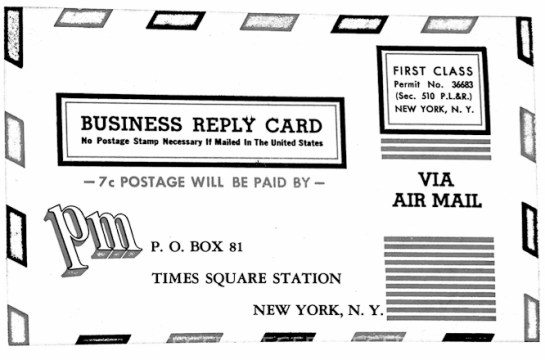 FIRST CLASS
Permit No. 36683
(Sec. 510 P.L.&R.)
NEW YORK, N. Y.
BUSINESS REPLY CARD
No Postage Stamp Necessary If Mailed In The United States
— 7c POSTAGE WILL BE PAID BY —
VIA
AIR MAIL
pm
P. O. BOX 81
TIMES SQUARE STATION
NEW YORK, N. Y.